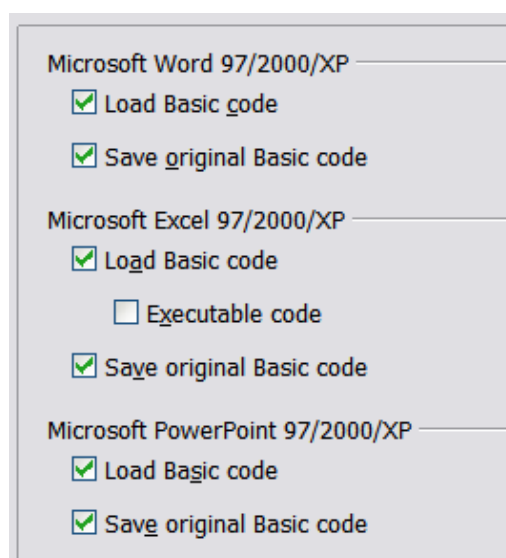 Microsoft Word 97/2000/XP
Load Basic code
Save original Basic code
Microsoft Excel 97/2000/XP
Load Basic code
Executable code
Save original Basic code
Microsoft PowerPoint 97/2000/XP
Load Basic code
Save original Basic code